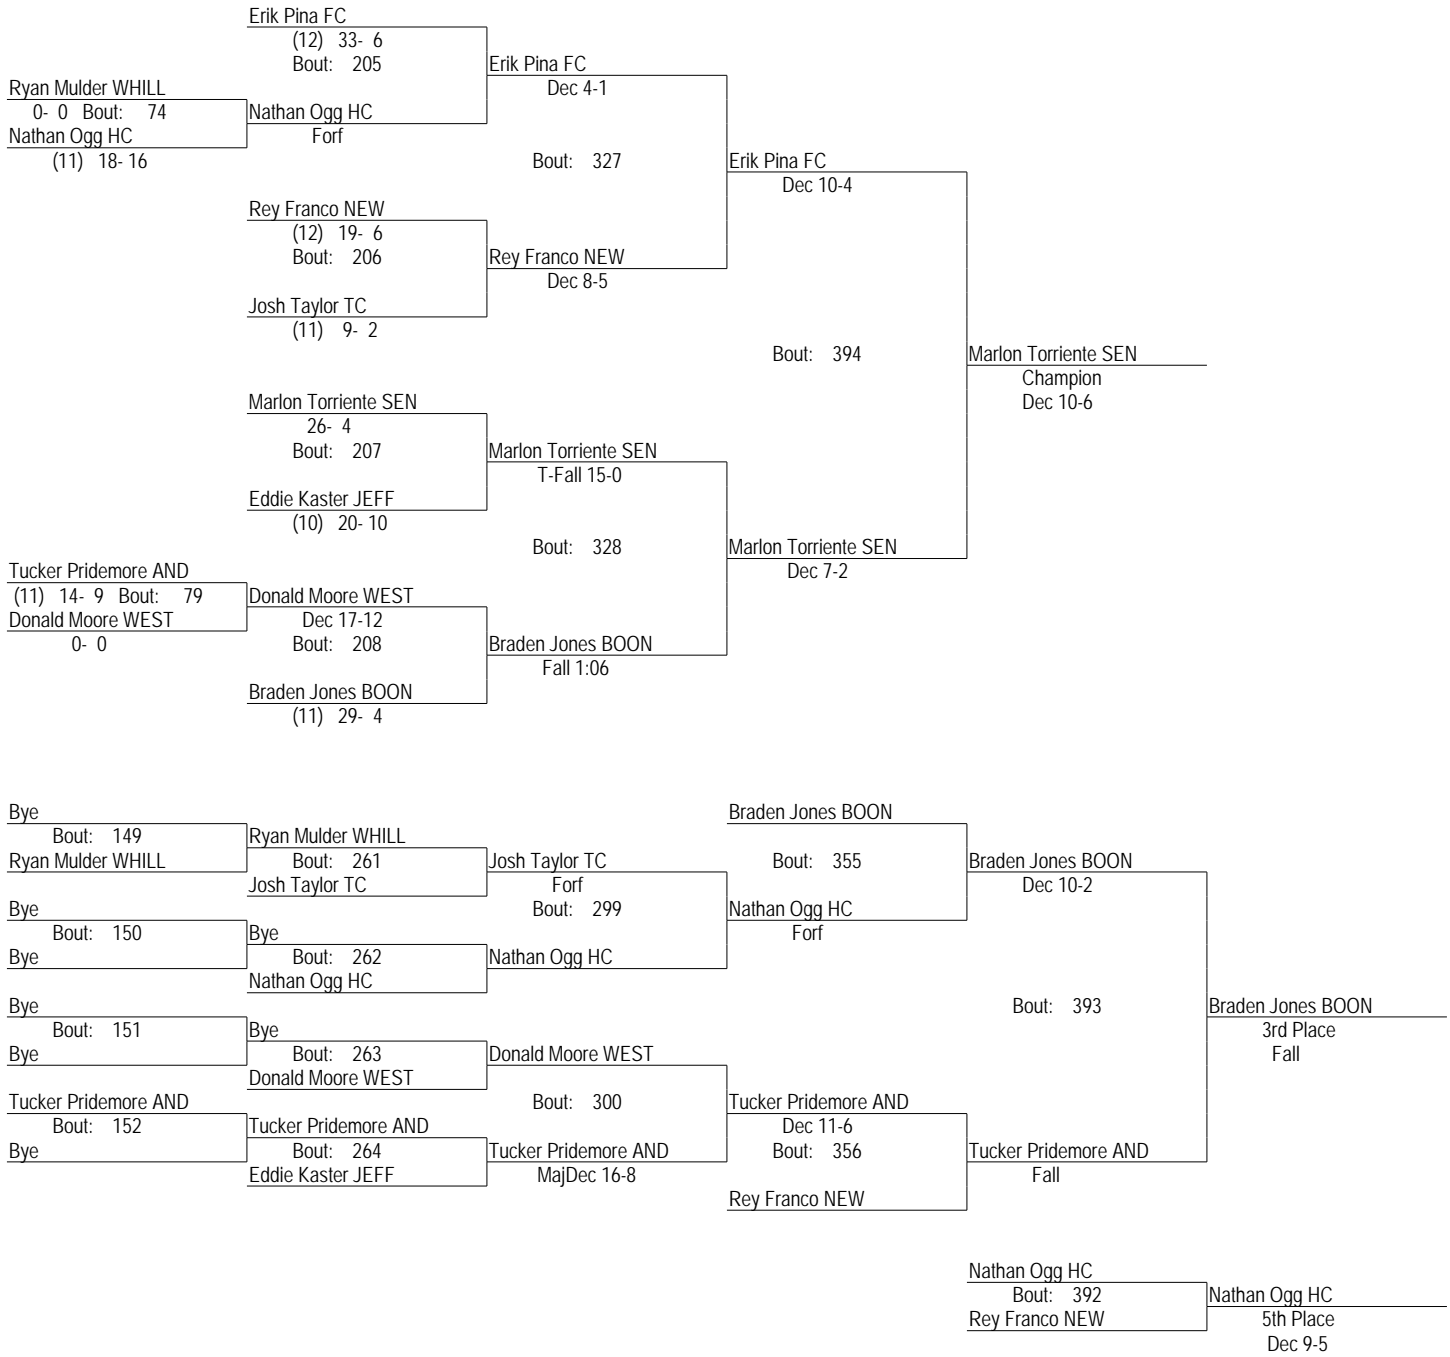 Erik Pina FC
(12) 33- 6
Bout: 205
Erik Pina FC
Dec 4-1
Ryan Mulder WHILL
0- 0 Bout: 74
Nathan Ogg HC
Forf
Nathan Ogg HC
(11) 18- 16
Bout: 327
Erik Pina FC
Dec 10-4
Rey Franco NEW
(12) 19- 6
Bout: 206
Rey Franco NEW
Dec 8-5
Josh Taylor TC
(11) 9- 2
Bout: 394
Marlon Torriente SEN
Champion
Dec 10-6
Marlon Torriente SEN
26- 4
Bout: 207
Marlon Torriente SEN
T-Fall 15-0
Eddie Kaster JEFF
(10) 20- 10
Bout: 328
Marlon Torriente SEN
Dec 7-2
Tucker Pridemore AND
(11) 14- 9 Bout: 79
Donald Moore WEST
0- 0
Donald Moore WEST
Dec 17-12
Bout: 208
Braden Jones BOON
Fall 1:06
Braden Jones BOON
(11) 29- 4
Bye
Bout: 149
Ryan Mulder WHILL
Ryan Mulder WHILL
Bout: 261
Josh Taylor TC
Josh Taylor TC
Forf
Bout: 299
Braden Jones BOON
Bout: 355
Braden Jones BOON
Dec 10-2
Bye
Bout: 150
Bye
Bye
Bout: 262
Nathan Ogg HC
Nathan Ogg HC
Nathan Ogg HC
Forf
Bye
Bout: 151
Bye
Bye
Bout: 263
Donald Moore WEST
Donald Moore WEST
Bout: 393
Braden Jones BOON
3rd Place
Fall
Tucker Pridemore AND
Bout: 152
Bye
Tucker Pridemore AND
Bout: 264
Eddie Kaster JEFF
Bout: 300
Tucker Pridemore AND
MajDec 16-8
Tucker Pridemore AND
Dec 11-6
Bout: 356
Rey Franco NEW
Tucker Pridemore AND
Fall
Nathan Ogg HC
Bout: 392
Rey Franco NEW
Nathan Ogg HC
5th Place
Dec 9-5